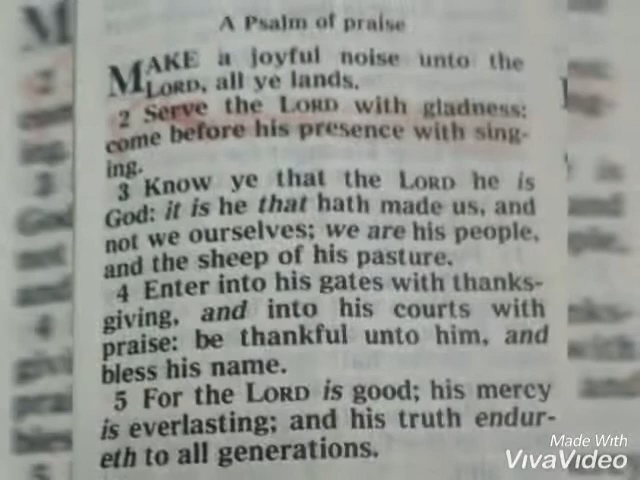 A Psalm of praise
MAKE a joyful noise unto the
LORD, all ye lands.
2 Serve the LORD with gladness:
come before his presence with sing-
ing.
3 Know ye that the LORD he is
God: it is he that hath made us, and
not we ourselves; we are his people,
and the sheep of his pasture.
4 Enter into his gates with thanks-
giving, and into his courts with
praise: be thankful unto him, and
bless his name.
5 For the LORD is good; his mercy
is everlasting; and his truth endur-
eth to all generations.
Made With
VivaVideo